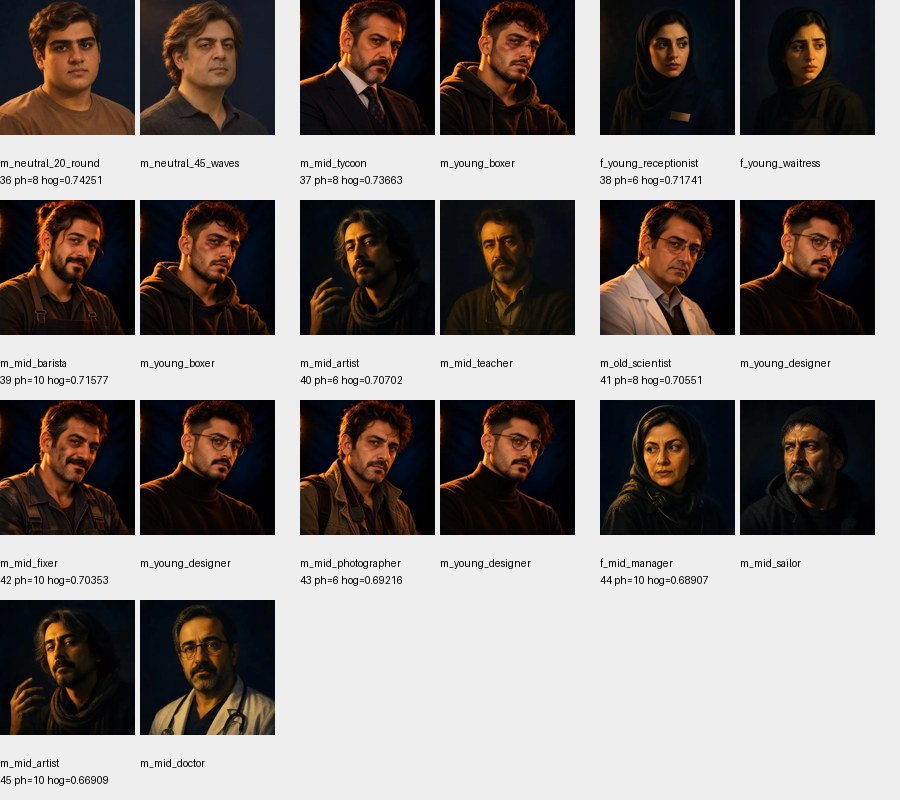 m_neutral_20_round m_neutral_45_waves m_mid_tycoon m_young_boxer f_young_receptionist f_young_waitress
36 ph=8 hog=0.74251 37 ph=8 hog=0.73663 38 ph=6 hog=0.71741
m_mid_barista m_young_boxer m_mid_artist m_mid_teacher m_old_scientist m_young_designer
39 ph=10 hog=0.71577 40 ph=6 hog=0.70702 41 ph=8 hog=0.70551
m_mid_fixer m_young_designer m_mid_photographer m_young_designer f_mid_manager m_mid_sailor
42 ph=10 hog=0.70353 43 ph=6 hog=0.69216 44 ph=10 hog=0.68907
m_mid_artist m_mid_doctor
45 ph=10 hog=0.66909